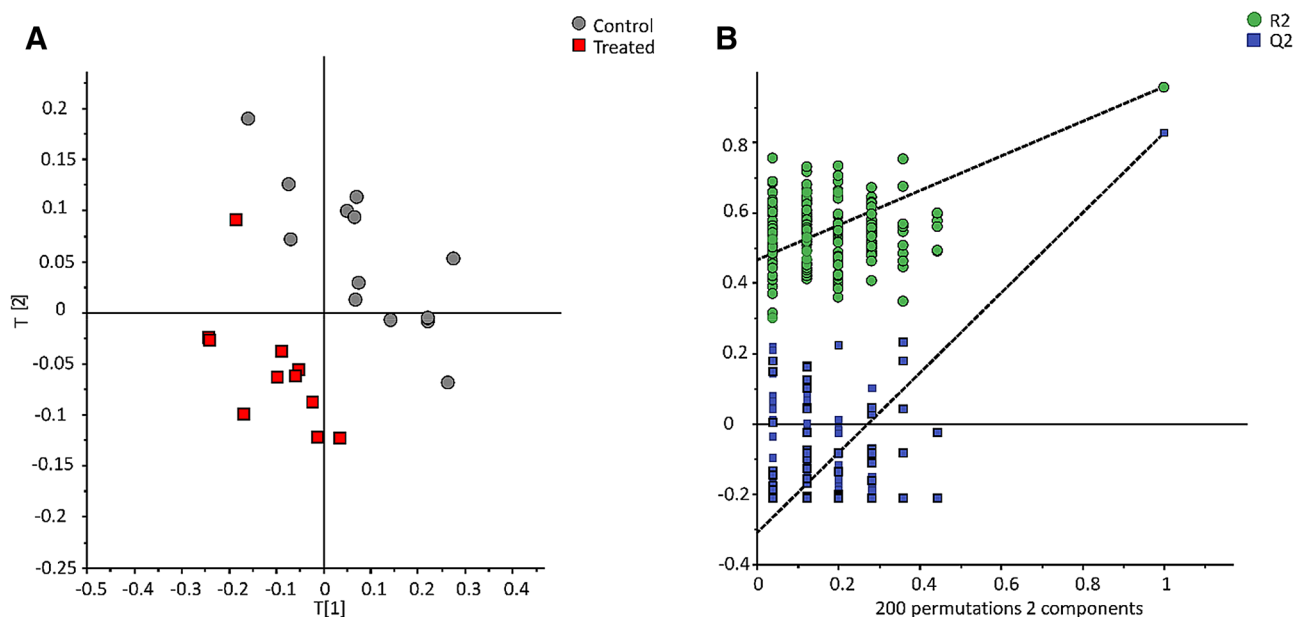 A
Control
Treated
0.2
0.15
0.1
0.05
0
-0.05
-0.1
-0.15
-0.2
-0.25
T [2]
-0.5 -0.4 -0.3 -0.2 -0.1 0 0.1 0.2 0.3 0.4
T[1]
B
R2
Q2
0.8
0.6
0.4
0.2
0
-0.2
-0.4
0 0.2 0.4 0.6 0.8 1
200 permutations 2 components